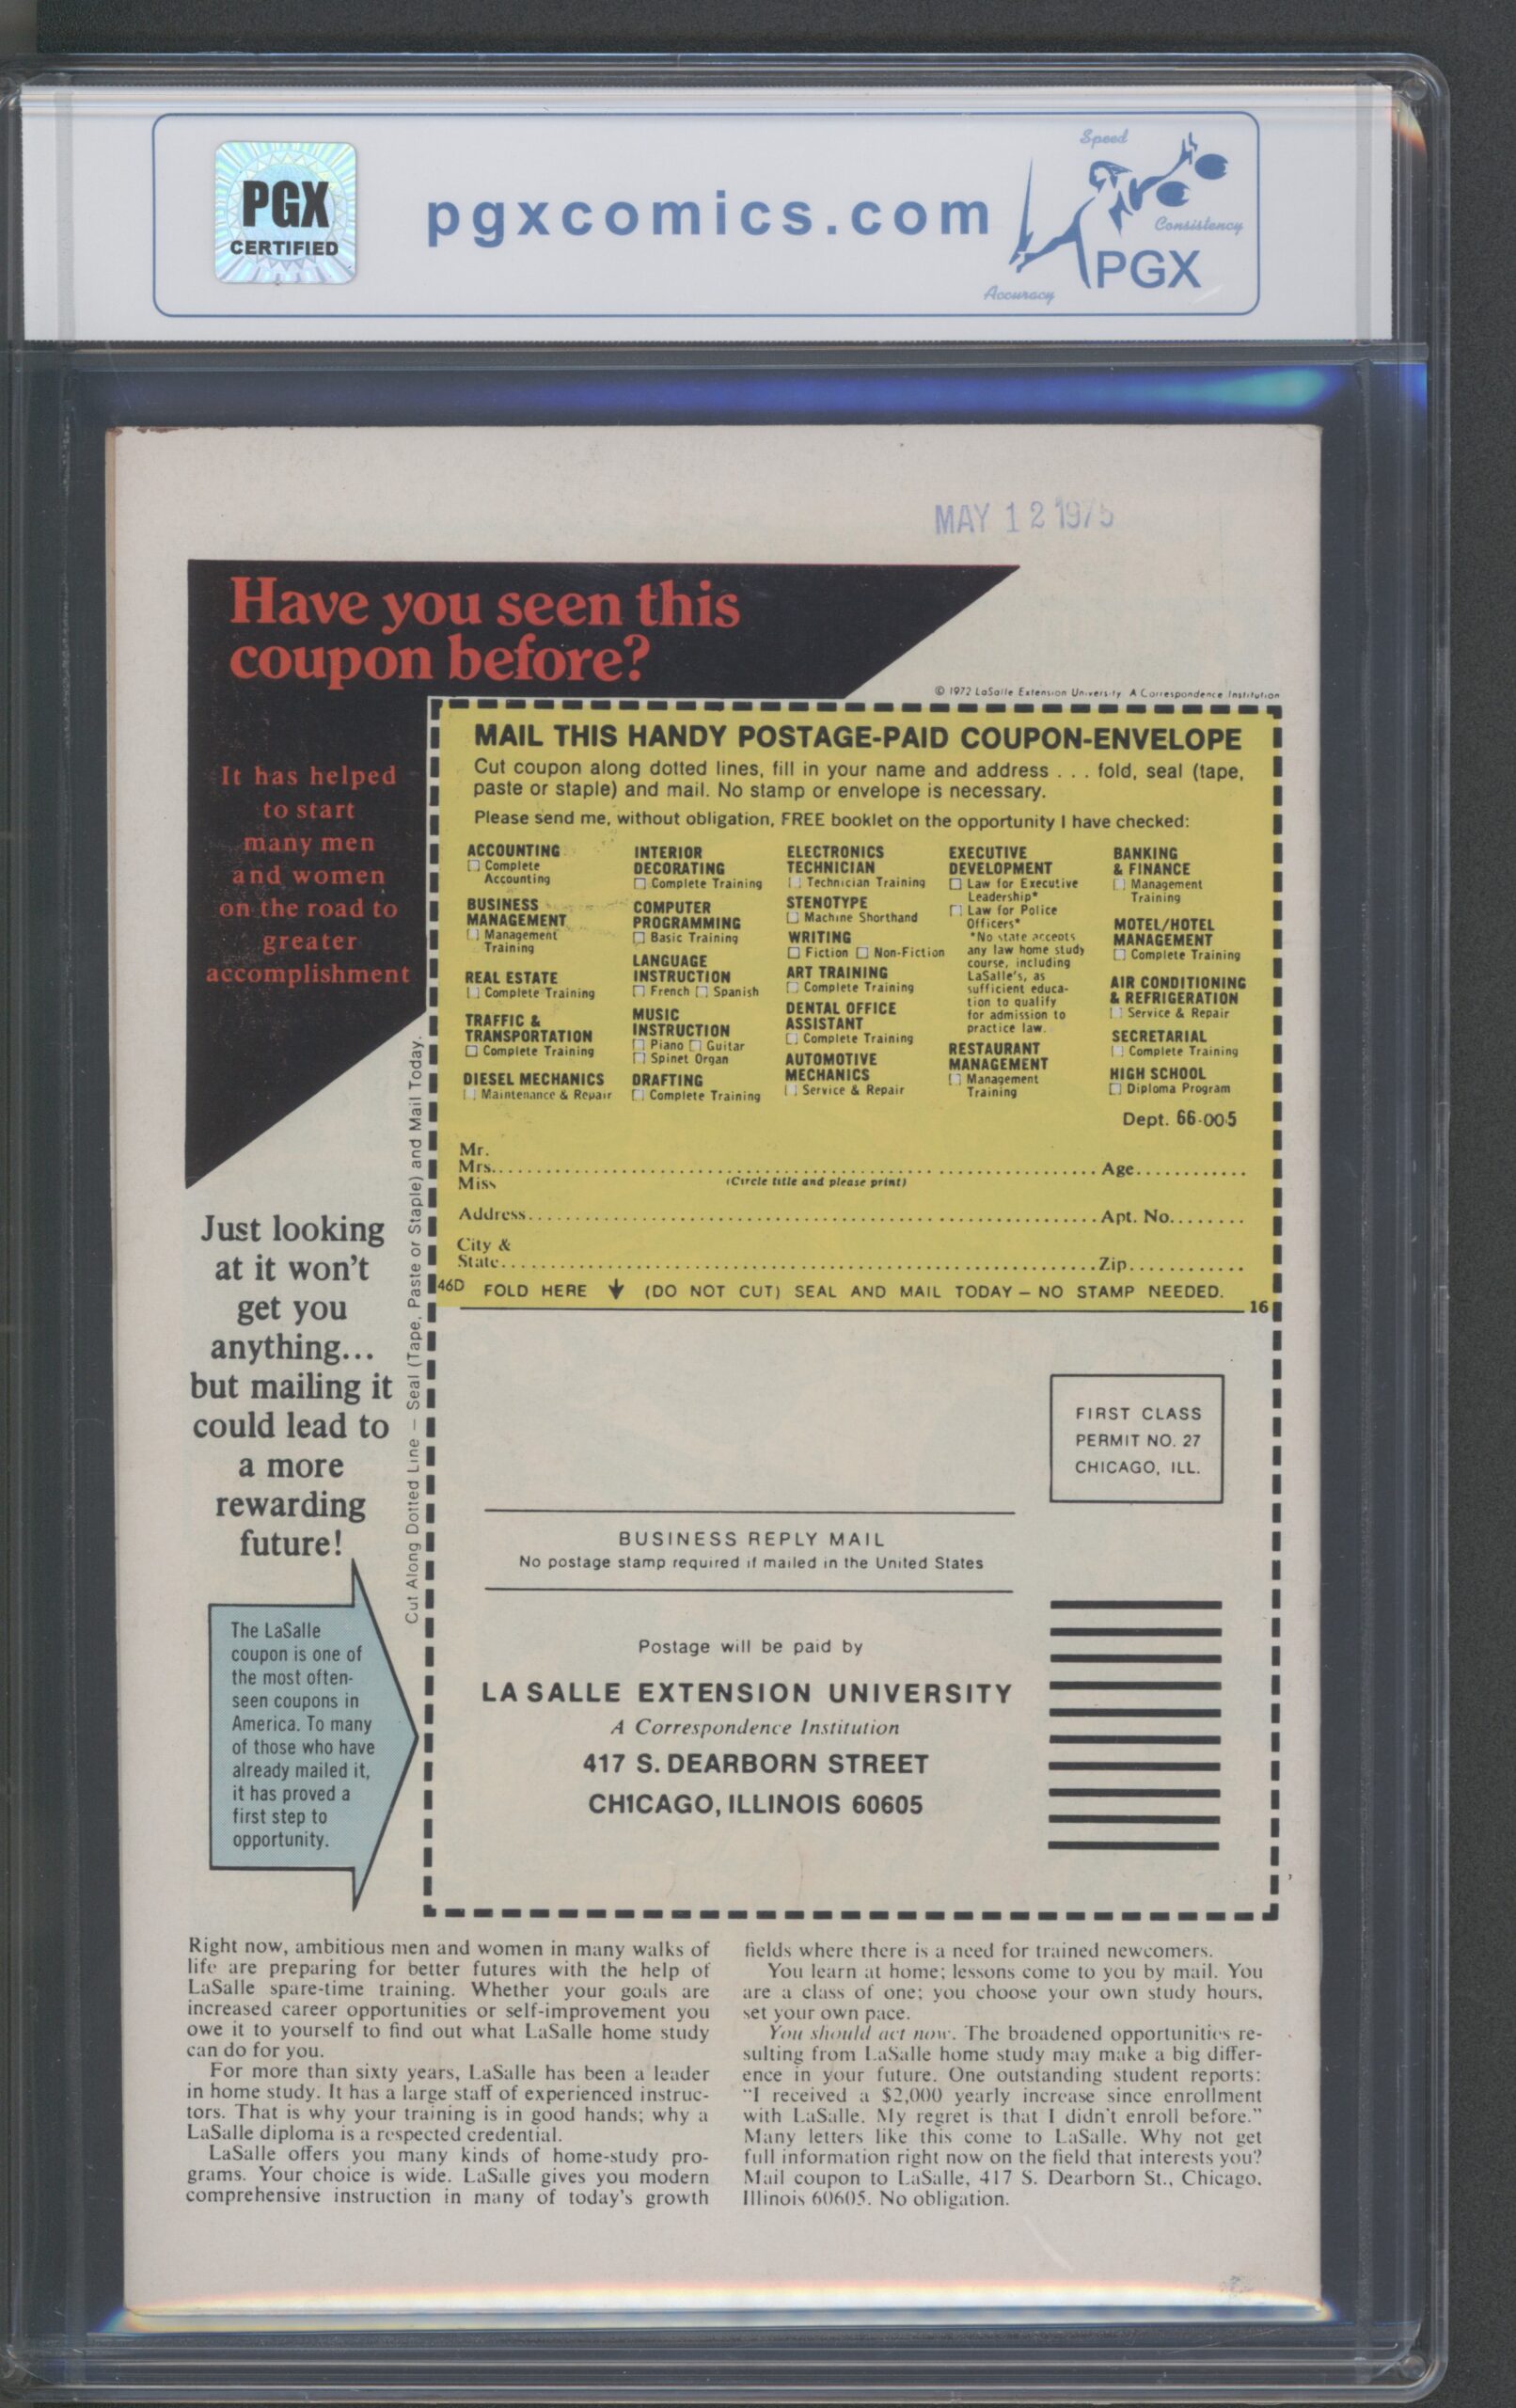 PGX
CERTIFIED
pgxcomics.com
Speed
Consistency
Accuracy
PGX
MAY 12 1975
Have you seen this
coupon before?
© 1972 LaSalle Extension University A Correspondence Institution
It has helped
to start
many men
and women
on the road to
greater
accomplishment
MAIL THIS HANDY POSTAGE-PAID COUPON-ENVELOPE
Cut coupon along dotted lines, fill in your name and address . . . fold, seal (tape,
paste or staple) and mail. No stamp or envelope is necessary.
Please send me, without obligation, FREE booklet on the opportunity I have checked:
ACCOUNTING
Complete
Accounting
BUSINESS
MANAGEMENT
Management
Training
REAL ESTATE
Complete Training
TRAFFIC &
TRANSPORTATION
Complete Training
DIESEL MECHANICS
Maintenance & Repair
INTERIOR
DECORATING
Complete Training
COMPUTER
PROGRAMMING
Basic Training
LANGUAGE
INSTRUCTION
French Spanish
MUSIC
INSTRUCTION
Piano Guitar
Spinet Organ
DRAFTING
Complete Training
ELECTRONICS
TECHNICIAN
Technician Training
STENOTYPE
Machine Shorthand
WRITING
Fiction Non-Fiction
ART TRAINING
Complete Training
DENTAL OFFICE
ASSISTANT
Complete Training
AUTOMOTIVE
MECHANICS
Service & Repair
EXECUTIVE
DEVELOPMENT
Law for Executive
Leadership*
Law for Police
Officers*
*No state accepts
any law home study
course, including
LaSalle's, as
sufficient educa-
tion to qualify
for admission to
practice law.
RESTAURANT
MANAGEMENT
Management
Training
BANKING
& FINANCE
Management
Training
MOTEL/HOTEL
MANAGEMENT
Complete Training
AIR CONDITIONING
& REFRIGERATION
Service & Repair
SECRETARIAL
Complete Training
HIGH SCHOOL
Diploma Program
Dept. 66-005
Mr.
Mrs. Age
Miss (Circle title and please print)
Address Apt. No.
City &
State Zip
46D FOLD HERE (DO NOT CUT) SEAL AND MAIL TODAY – NO STAMP NEEDED.
16
Cut Along Dotted Line – Seal (Tape, Paste or Staple) and Mail Today.
Just looking
at it won't
get you
anything...
but mailing it
could lead to
a more
rewarding
future!
The LaSalle
coupon is one of
the most often-
seen coupons in
America. To many
of those who have
already mailed it,
it has proved a
first step to
opportunity.
FIRST CLASS
PERMIT NO. 27
CHICAGO, ILL.
BUSINESS REPLY MAIL
No postage stamp required if mailed in the United States
Postage will be paid by
LA SALLE EXTENSION UNIVERSITY
A Correspondence Institution
417 S. DEARBORN STREET
CHICAGO, ILLINOIS 60605
Right now, ambitious men and women in many walks of
life are preparing for better futures with the help of
LaSalle spare-time training. Whether your goals are
increased career opportunities or self-improvement you
owe it to yourself to find out what LaSalle home study
can do for you.
For more than sixty years, LaSalle has been a leader
in home study. It has a large staff of experienced instruc-
tors. That is why your training is in good hands; why a
LaSalle diploma is a respected credential.
LaSalle offers you many kinds of home-study pro-
grams. Your choice is wide. LaSalle gives you modern
comprehensive instruction in many of today's growth
fields where there is a need for trained newcomers.
You learn at home; lessons come to you by mail. You
are a class of one; you choose your own study hours,
set your own pace.
You should act now. The broadened opportunities re-
sulting from LaSalle home study may make a big differ-
ence in your future. One outstanding student reports:
"I received a $2,000 yearly increase since enrollment
with LaSalle. My regret is that I didn't enroll before."
Many letters like this come to LaSalle. Why not get
full information right now on the field that interests you?
Mail coupon to LaSalle, 417 S. Dearborn St., Chicago,
Illinois 60605. No obligation.